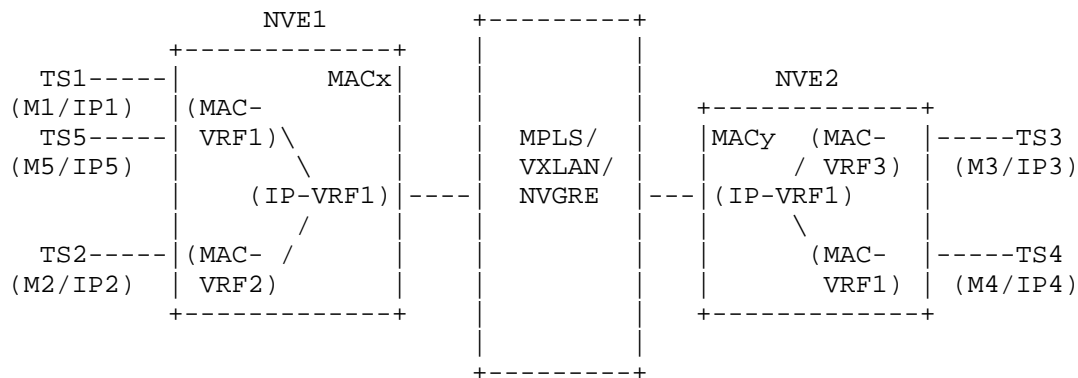 NVE1
TS1 MACx NVE2
(M1/IP1) (MAC-
TS5 VRF1) MPLS/ MACy (MAC- TS3
(M5/IP5) VXLAN/ VRF3) (M3/IP3)
(IP-VRF1) NVGRE (IP-VRF1)
TS2 (MAC- (MAC- TS4
(M2/IP2) VRF2) VRF1) (M4/IP4)